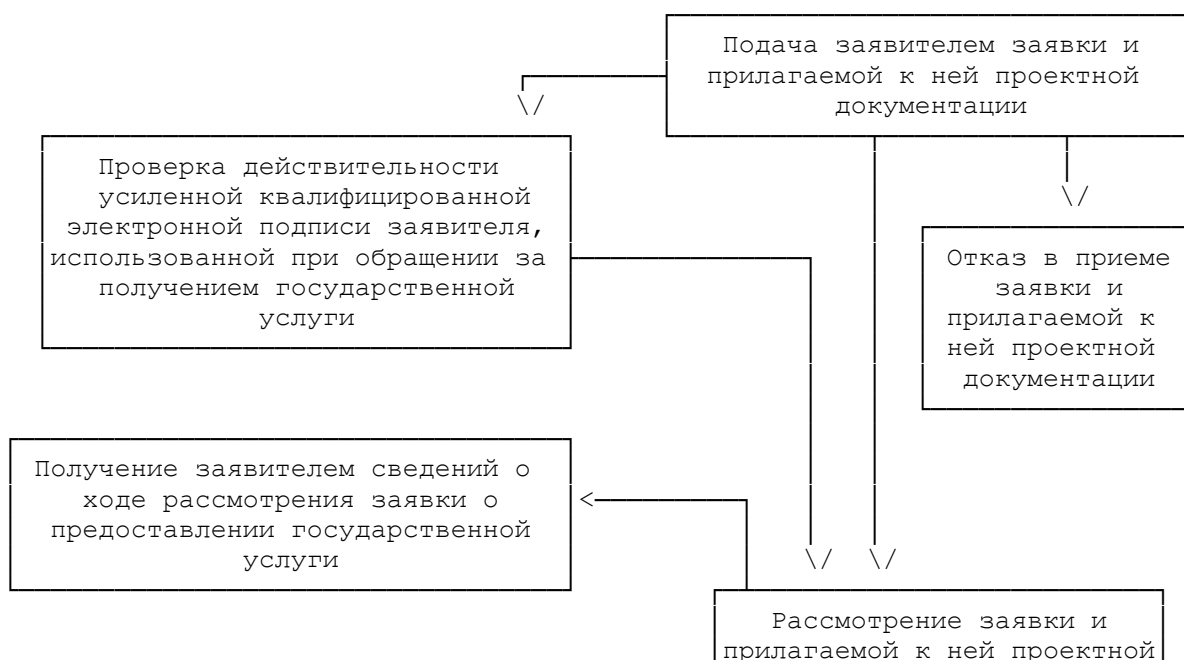 Подача заявителем заявки и
прилагаемой к ней проектной
документации
Проверка действительности
усиленной квалифицированной
электронной подписи заявителя,
использованной при обращении за
получением государственной
услуги
Отказ в приеме
заявки и
прилагаемой к
ней проектной
документации
Получение заявителем сведений о
ходе рассмотрения заявки о
предоставлении государственной
услуги
Рассмотрение заявки и
прилагаемой к ней проектной